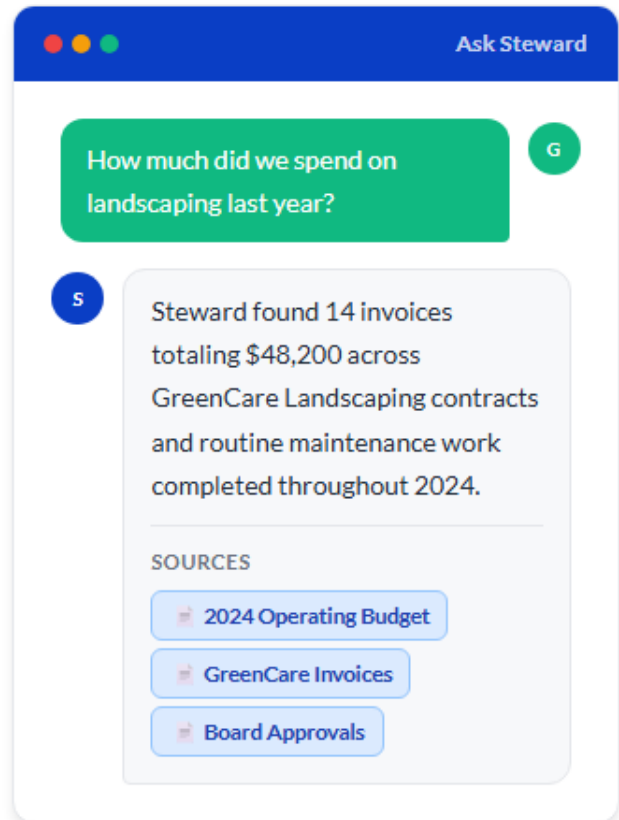 Ask Steward
How much did we spend on
landscaping last year?
G
S
Steward found 14 invoices
totaling $48,200 across
GreenCare Landscaping contracts
and routine maintenance work
completed throughout 2024.
SOURCES
2024 Operating Budget
GreenCare Invoices
Board Approvals